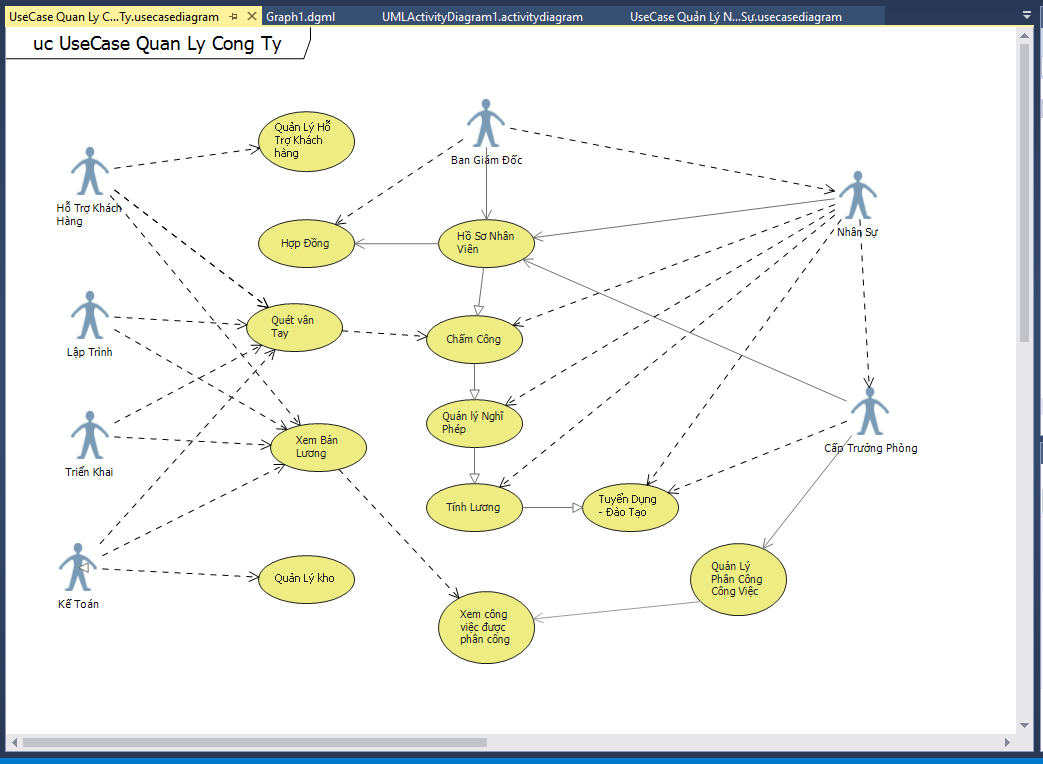 UseCase Quan Ly C...Ty.usecasediagram
Graph1.dgml
UMLActivityDiagram1.activitydiagram
UseCase Quản Lý N...Sự.usecasediagram
uc UseCase Quan Ly Cong Ty
Quản Lý Hỗ
Trợ Khách
hàng
Ban Giám Đốc
Hỗ Trợ Khách
Hàng
Nhân Sự
Hợp Đồng
Hồ Sơ Nhân
Viên
Quét vân
Tay
Chấm Công
Lập Trình
Quản lý Nghĩ
Phép
Cấp Trưởng Phòng
Xem Bản
Lương
Triển Khai
Tính Lương
Tuyển Dụng
- Đào Tạo
Quản Lý
Phân Công
Công Việc
Quản Lý kho
Kế Toán
Xem công
việc được
phân công